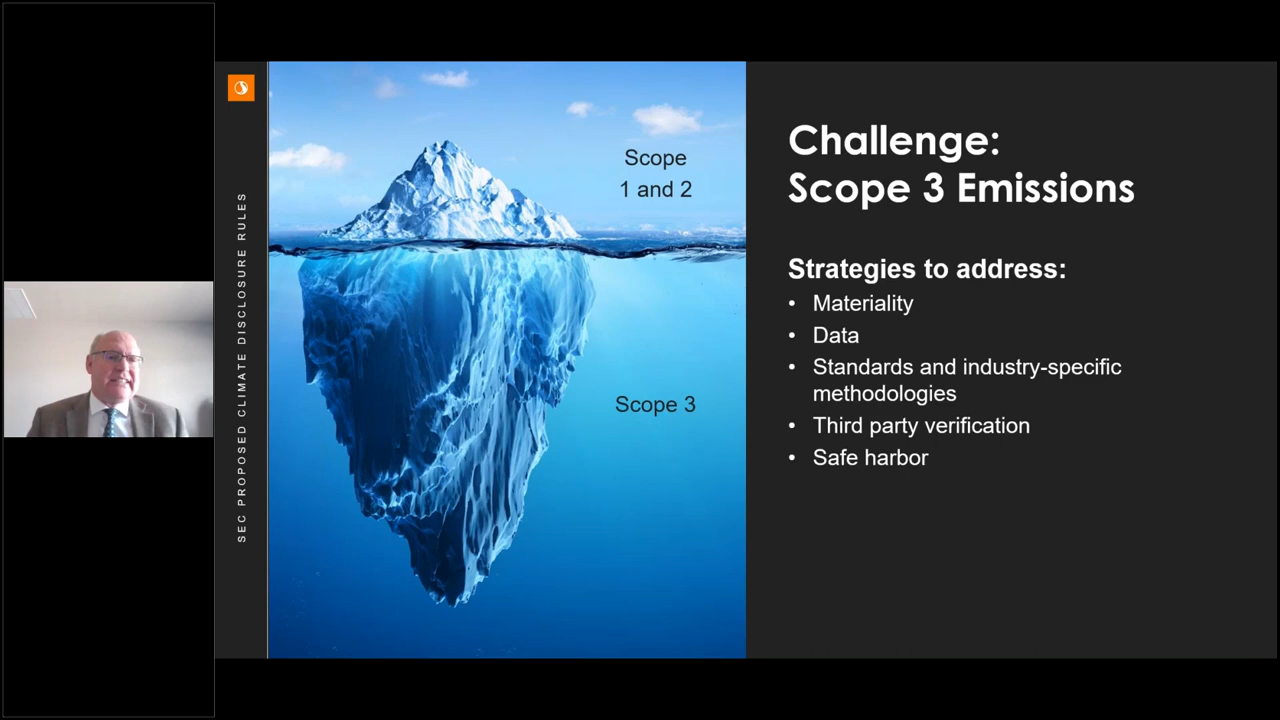 SEC PROPOSED CLIMATE DISCLOSURE RULES
Scope
1 and 2
Scope 3
Challenge:
Scope 3 Emissions
Strategies to address:
• Materiality
• Data
• Standards and industry-specific
methodologies
• Third party verification
• Safe harbor